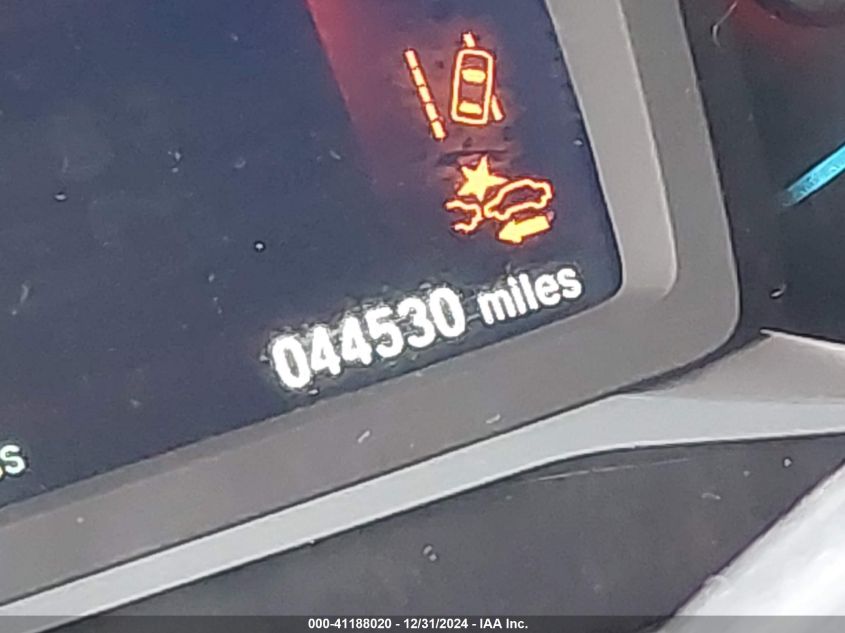 044530 miles
s
000-41188020 - 12/31/2024 - IAA Inc.